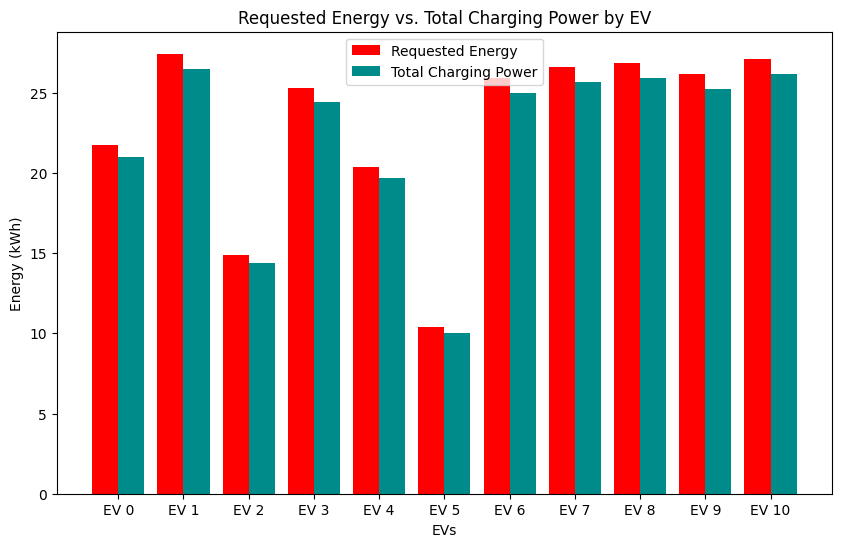 Requested Energy vs. Total Charging Power by EV
Requested Energy
Total Charging Power
Energy (kWh)
25
20
15
10
5
0
EV 0 EV 1 EV 2 EV 3 EV 4 EV 5 EV 6 EV 7 EV 8 EV 9 EV 10
EVs